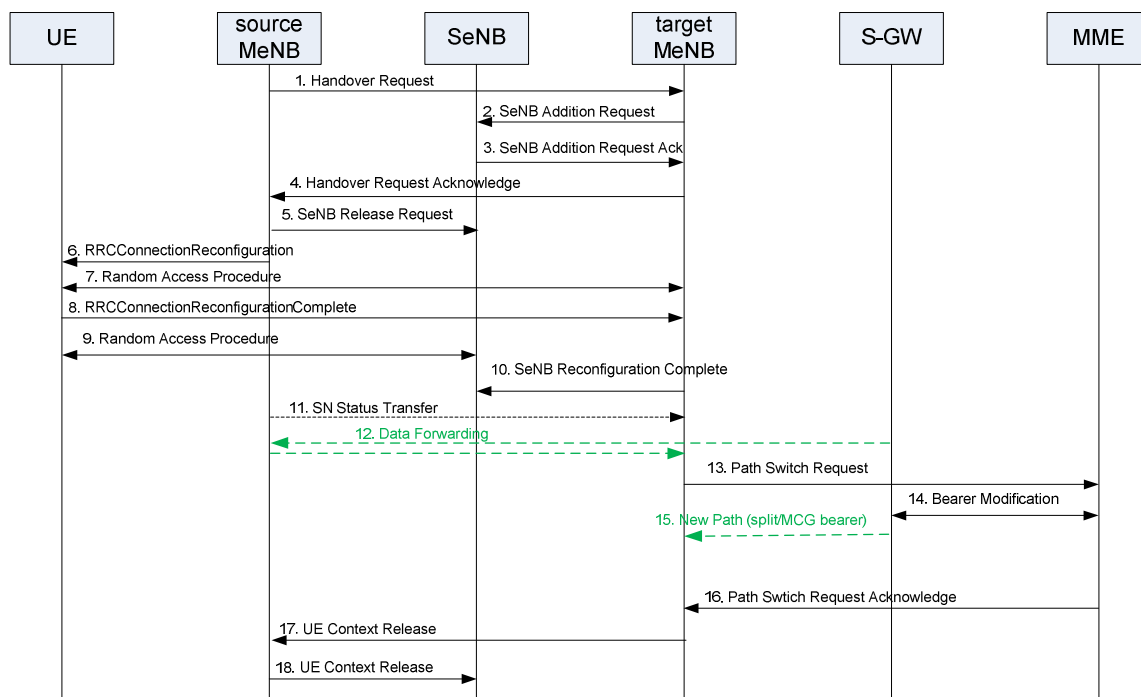 UE
source
MeNB
SeNB
target
MeNB
S-GW
MME
1. Handover Request
2. SeNB Addition Request
3. SeNB Addition Request Ack
4. Handover Request Acknowledge
5. SeNB Release Request
6. RRCConnectionReconfiguration
7. Random Access Procedure
8. RRCConnectionReconfigurationComplete
9. Random Access Procedure
10. SeNB Reconfiguration Complete
11. SN Status Transfer
12. Data Forwarding
13. Path Switch Request
14. Bearer Modification
15. New Path (split/MCG bearer)
16. Path Swtich Request Acknowledge
17. UE Context Release
18. UE Context Release